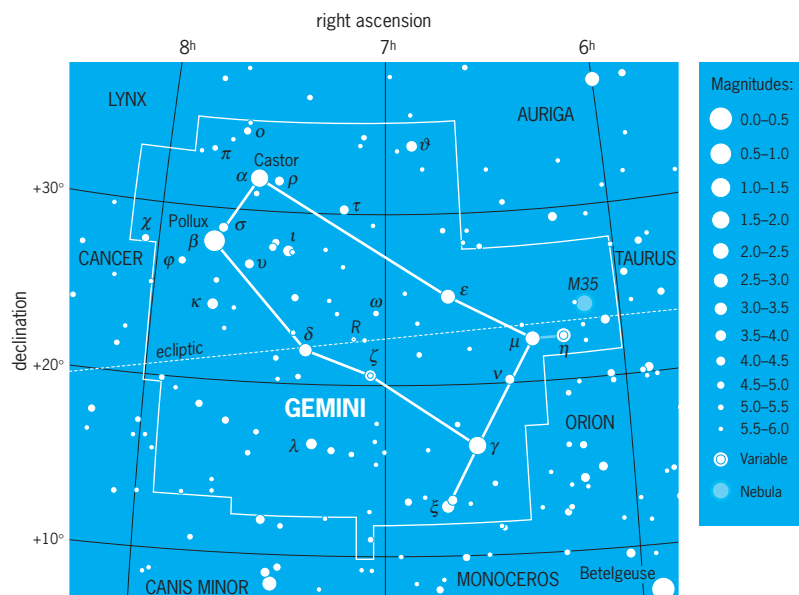 right ascension
8h 7h 6h
LYNX
AURIGA
ο
π
ϑ
Castor
α ρ
+30°
τ
χ
Pollux σ
β
ι
CANCER
φ υ
TAURUS
M35
κ
ε
ω
declination
ecliptic
R
δ
μ
η
ζ
+20°
ν
GEMINI
ORION
λ
γ
ξ
+10°
CANIS MINOR
MONOCEROS
Betelgeuse
Magnitudes:
0.0–0.5
0.5–1.0
1.0–1.5
1.5–2.0
2.0–2.5
2.5–3.0
3.0–3.5
3.5–4.0
4.0–4.5
4.5–5.0
5.0–5.5
5.5–6.0
Variable
Nebula